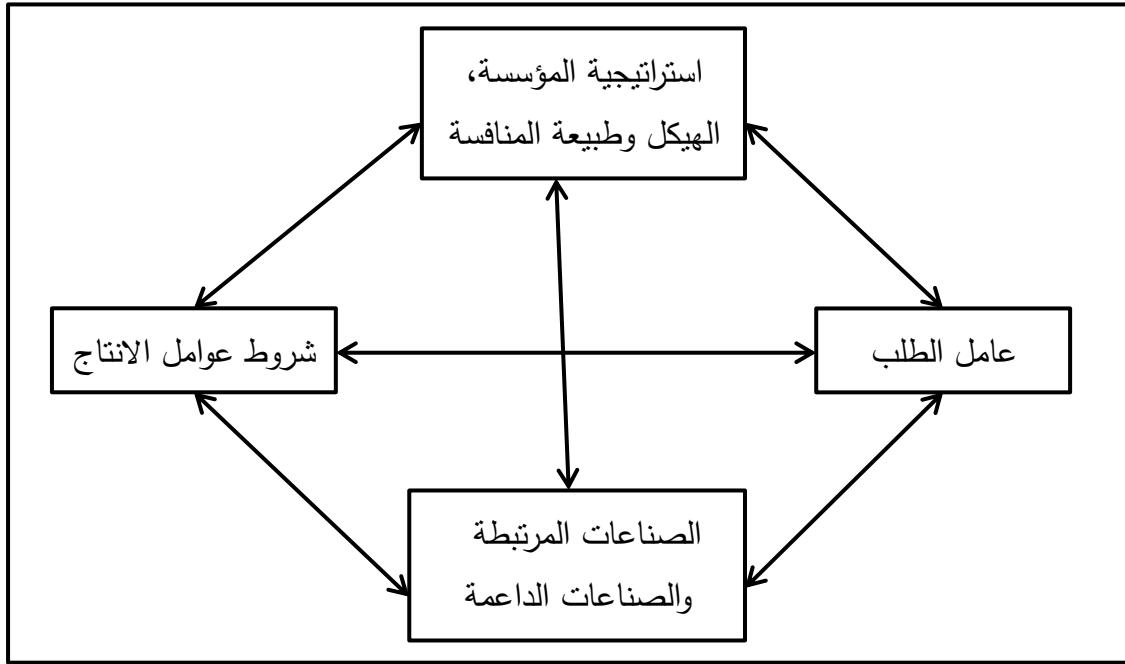 استراتيجية المؤسسة،
الهيكل وطبيعة المنافسة
عامل الطلب
شروط عوامل الانتاج
الصناعات المرتبطة
والصناعات الداعمة